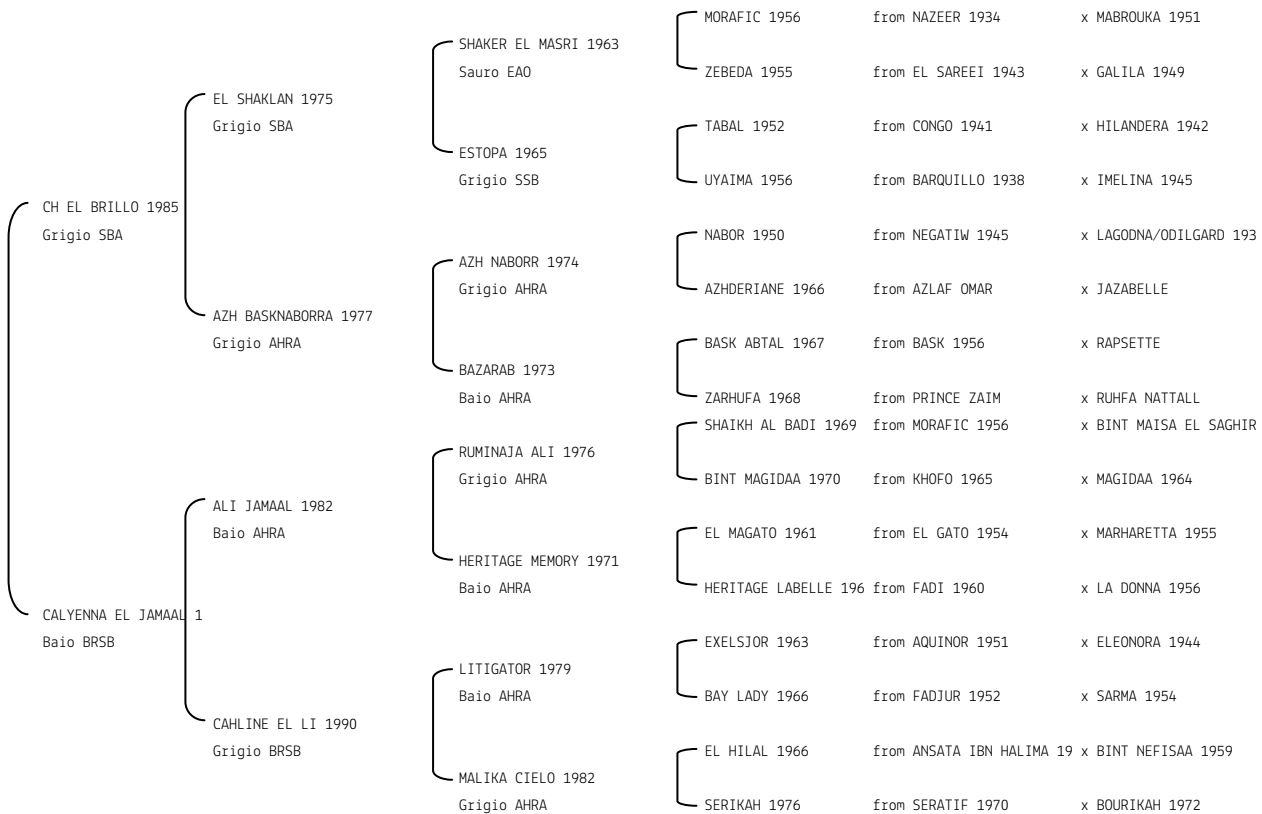 MORAFIC 1956 from NAZEER 1934 x MABROUKA 1951
SHAKER EL MASRI 1963
Sauro EAO
ZEBEDA 1955 from EL SAREEI 1943 x GALILA 1949
EL SHAKLAN 1975
Grigio SBA
TABAL 1952 from CONGO 1941 x HILANDERA 1942
ESTOPA 1965
Grigio SSB
UYAIMA 1956 from BARQUILLO 1938 x IMELINA 1945
CH EL BRILLO 1985
Grigio SBA
NABOR 1950 from NEGATIW 1945 x LAGODNA/ODILGARD 193
AZH NABORR 1974
Grigio AHRA
AZHDERIANE 1966 from AZLAF OMAR x JAZABELLE
AZH BASKNABORRA 1977
Grigio AHRA
BASK ABTAL 1967 from BASK 1956 x RAPSETTE
BAZARAB 1973
Baio AHRA
ZARHUFA 1968 from PRINCE ZAIM x RUHFA NATTALL
SHAIKH AL BADI 1969 from MORAFIC 1956 x BINT MAISA EL SAGHIR
RUMINAJA ALI 1976
Grigio AHRA
BINT MAGIDAA 1970 from KHOFO 1965 x MAGIDAA 1964
ALI JAMAAL 1982
Baio AHRA
EL MAGATO 1961 from EL GATO 1954 x MARHARETTA 1955
HERITAGE MEMORY 1971
Baio AHRA
HERITAGE LABELLE 196 from FADI 1960 x LA DONNA 1956
CALYENNA EL JAMAAL 1
Baio BRSB
EXELSJOR 1963 from AQUINOR 1951 x ELEONORA 1944
LITIGATOR 1979
Baio AHRA
BAY LADY 1966 from FADJUR 1952 x SARMA 1954
CAHLINE EL LI 1990
Grigio BRSB
EL HILAL 1966 from ANSATA IBN HALIMA 19 x BINT NEFISAA 1959
MALIKA CIELO 1982
Grigio AHRA
SERIKAH 1976 from SERATIF 1970 x BOURIKAH 1972